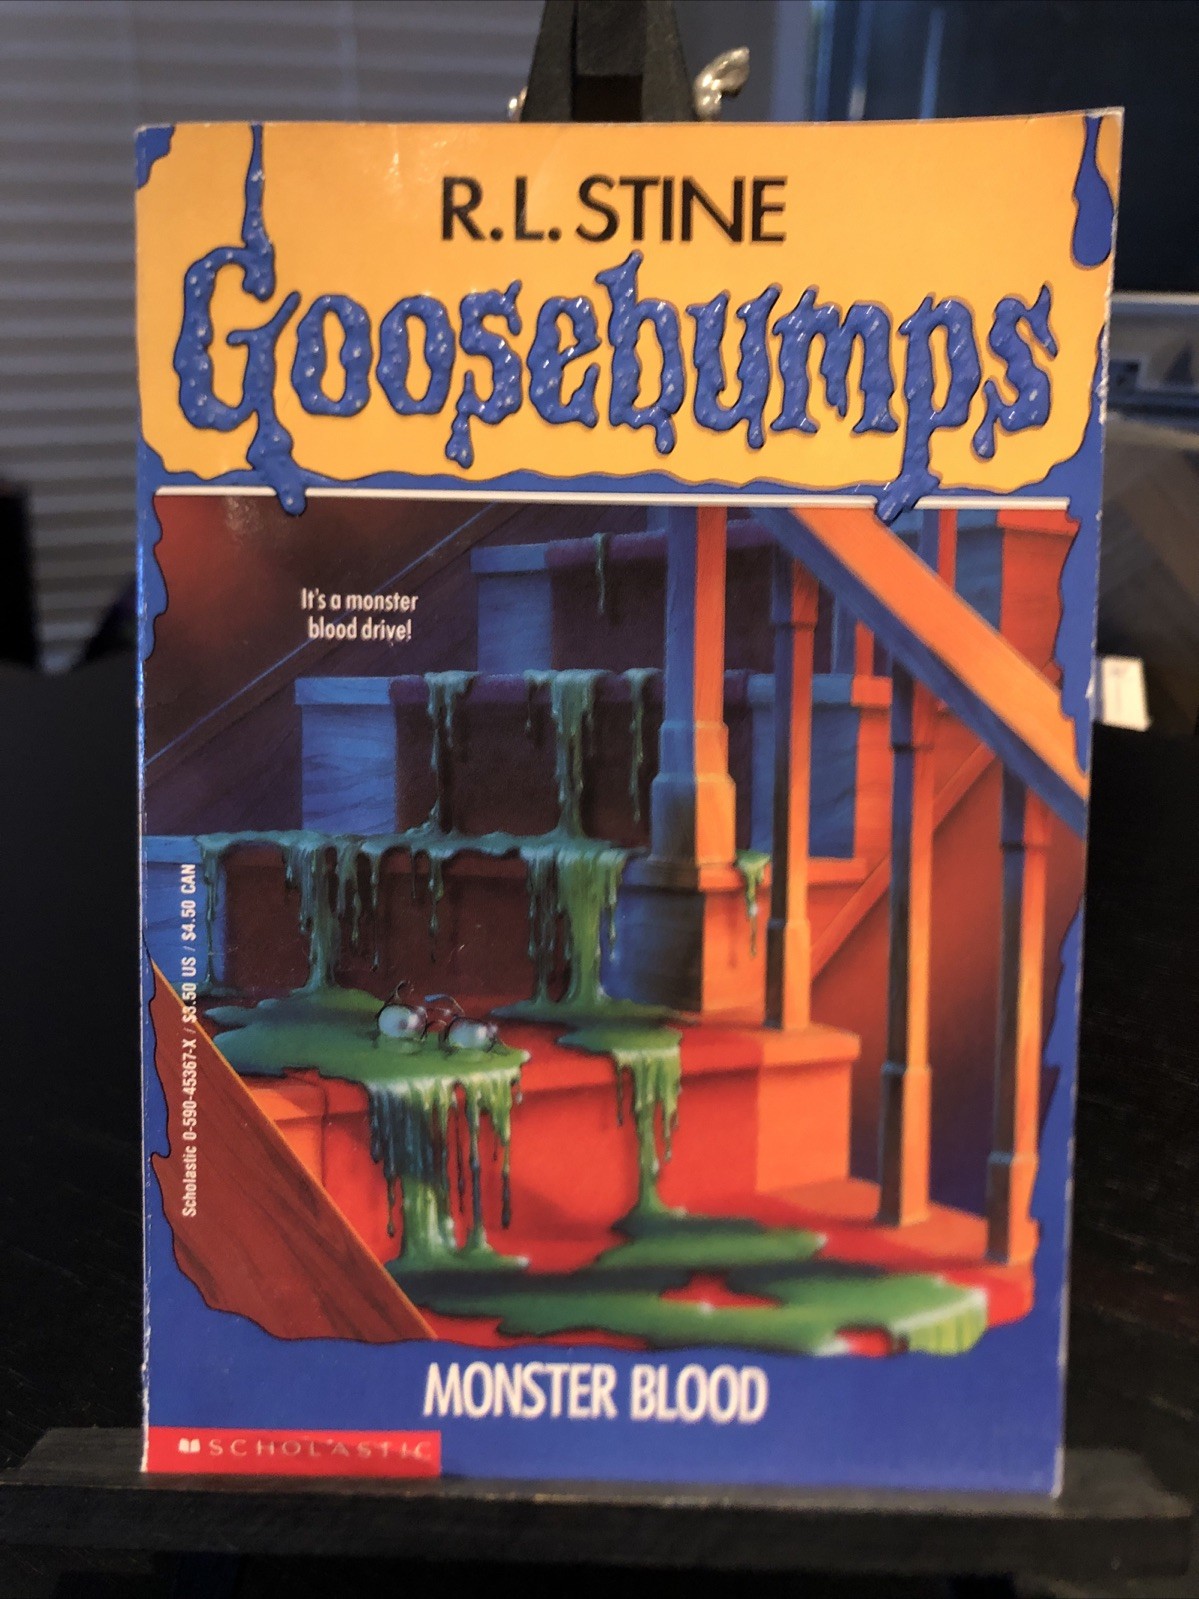 R.L. STINE
Goosebumps
It's a monster
blood drive!
Scholastic 0-590-45367-X / $3.50 US / $4.50 CAN
MONSTER BLOOD
SCHOLASTIC